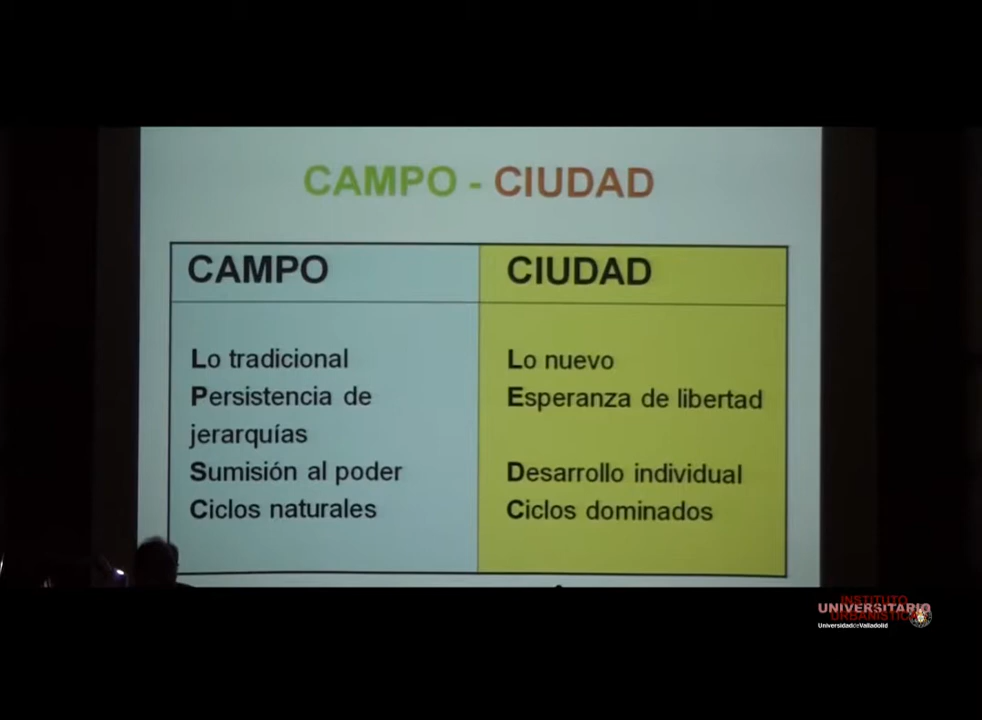 CAMPO - CIUDAD
CAMPO
Lo tradicional
Persistencia de
jerarquías
Sumisión al poder
Ciclos naturales
CIUDAD
Lo nuevo
Esperanza de libertad
Desarrollo individual
Ciclos dominados
INSTITUTO
UNIVERSITARIO
URBANÍSTICA
UniversidaddeValladolid